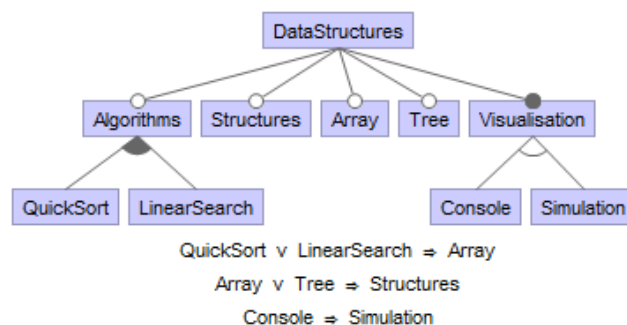 DataStructures
Algorithms Structures Array Tree Visualisation
QuickSort LinearSearch Console Simulation
QuickSort ∨ LinearSearch ⇒ Array
Array ∨ Tree ⇒ Structures
Console ⇒ Simulation